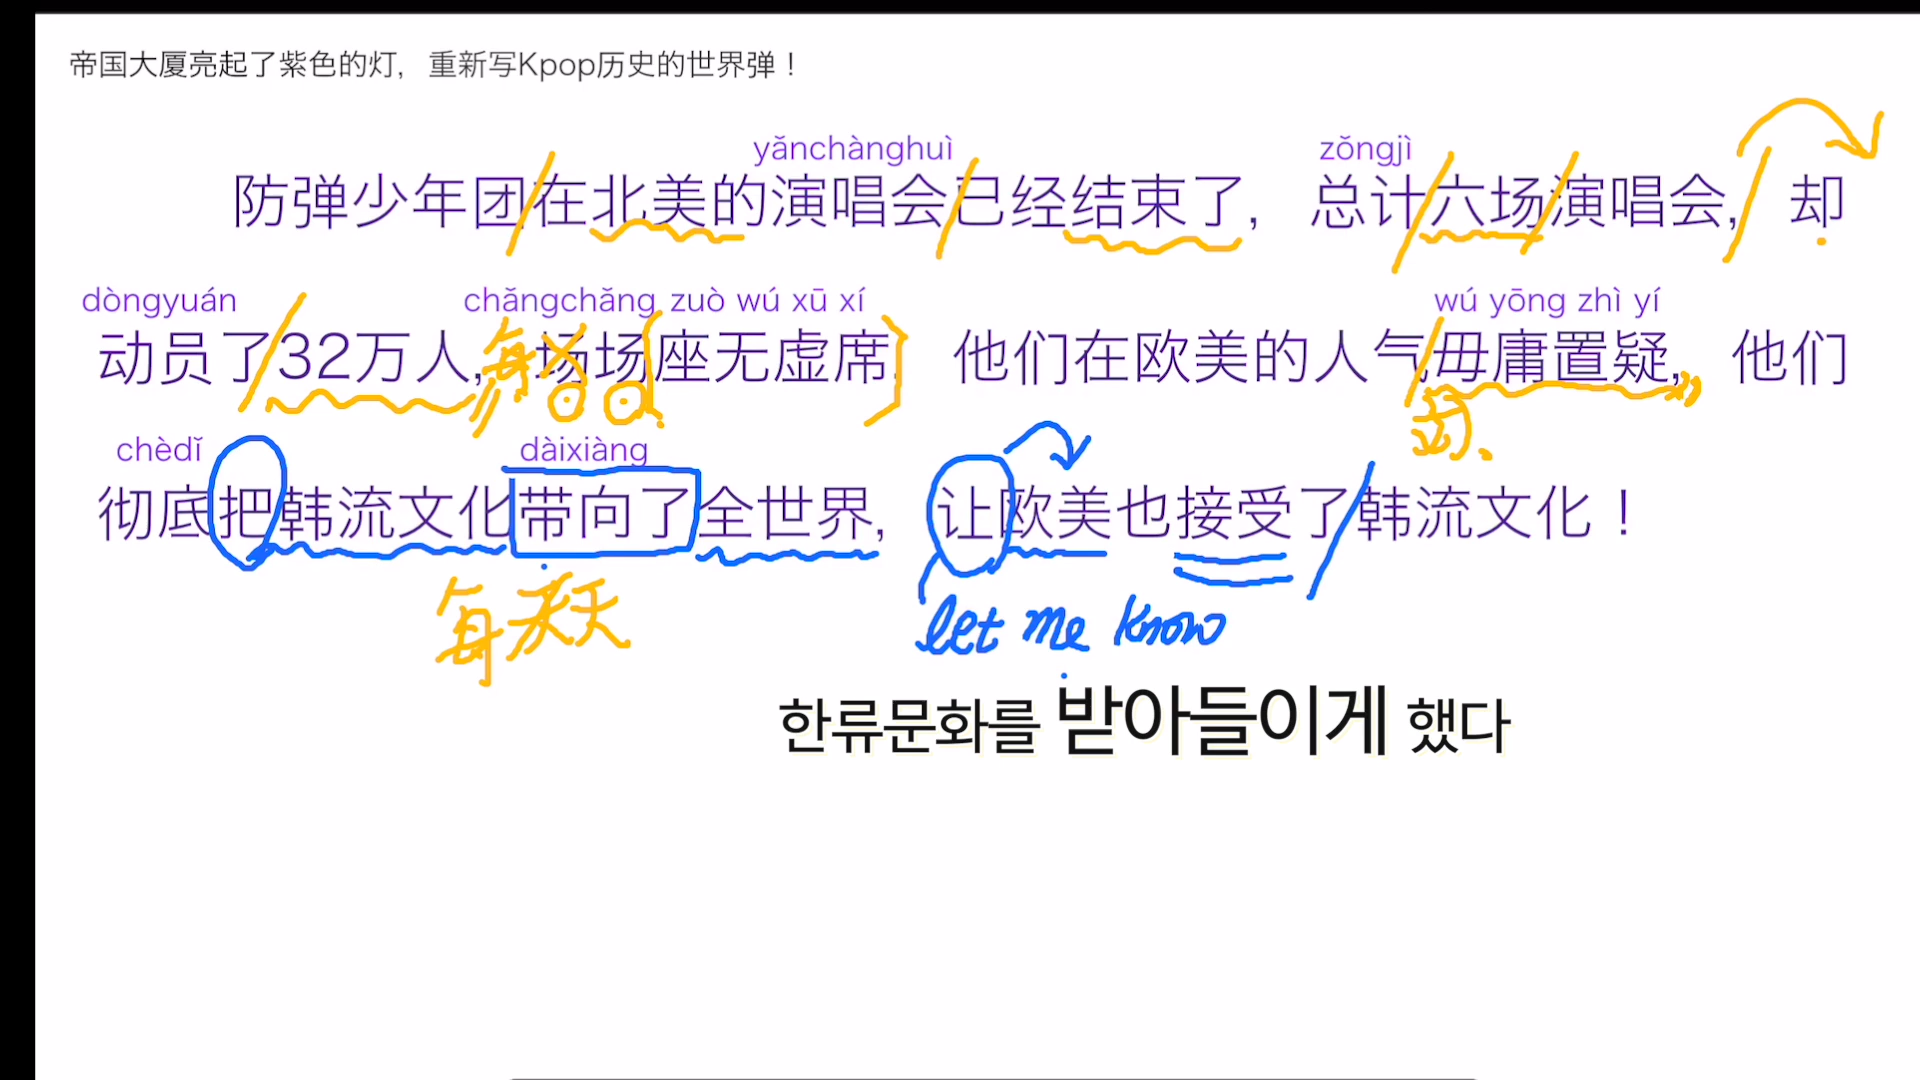 帝国大厦亮起了紫色的灯，重新写Kpop历史的世界弹！
yǎnchànghuì zǒngjì
防弹少年团在北美的演唱会已经结束了，总计六场演唱会，却
dòngyuán chǎngchǎng zuò wú xū xí wú yōng zhì yí
动员了32万人，场场座无虚席， 他们在欧美的人气毋庸置疑，他们
每
chèdǐ dàixiàng
彻底把韩流文化带向了全世界，让欧美也接受了韩流文化！
每天天
let me know
한류문화를 받아들이게 했다